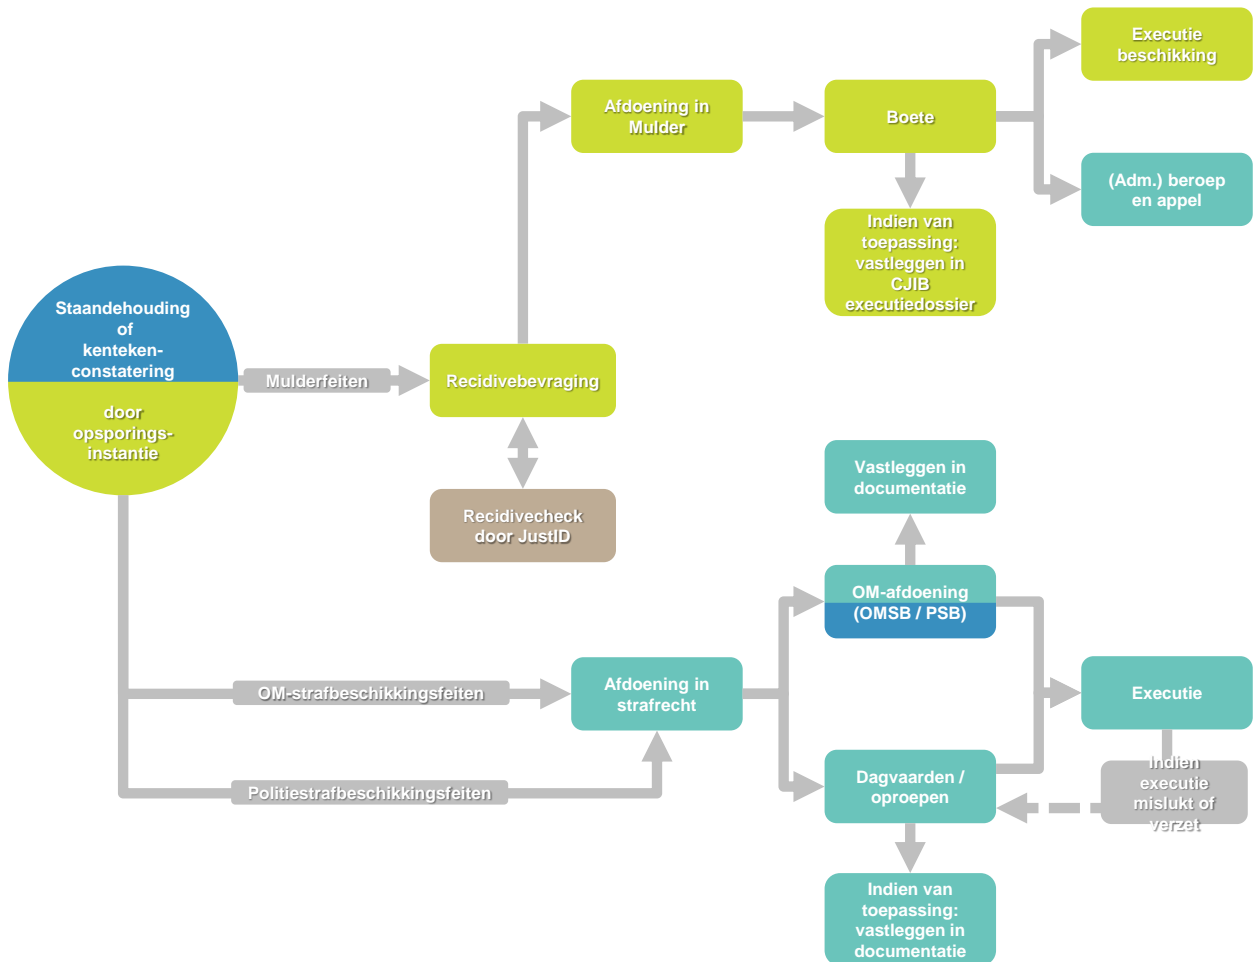 Executie
beschikking
Afdoening in
Mulder
Boete
(Adm.) beroep
en appel
Indien van
toepassing:
vastleggen in
CJIB
executiedossier
Staandehouding
of
kenteken-
constatering
door
opsporings-
instantie
Mulderfeiten
Recidivebevraging
Recidivecheck
door JustID
Vastleggen in
documentatie
OM-afdoening
(OMSB / PSB)
OM-strafbeschikkingsfeiten
Afdoening in
strafrecht
Executie
Politiestrafbeschikkingsfeiten
Dagvaarden /
oproepen
Indien
executie
mislukt of
verzet
Indien van
toepassing:
vastleggen in
documentatie